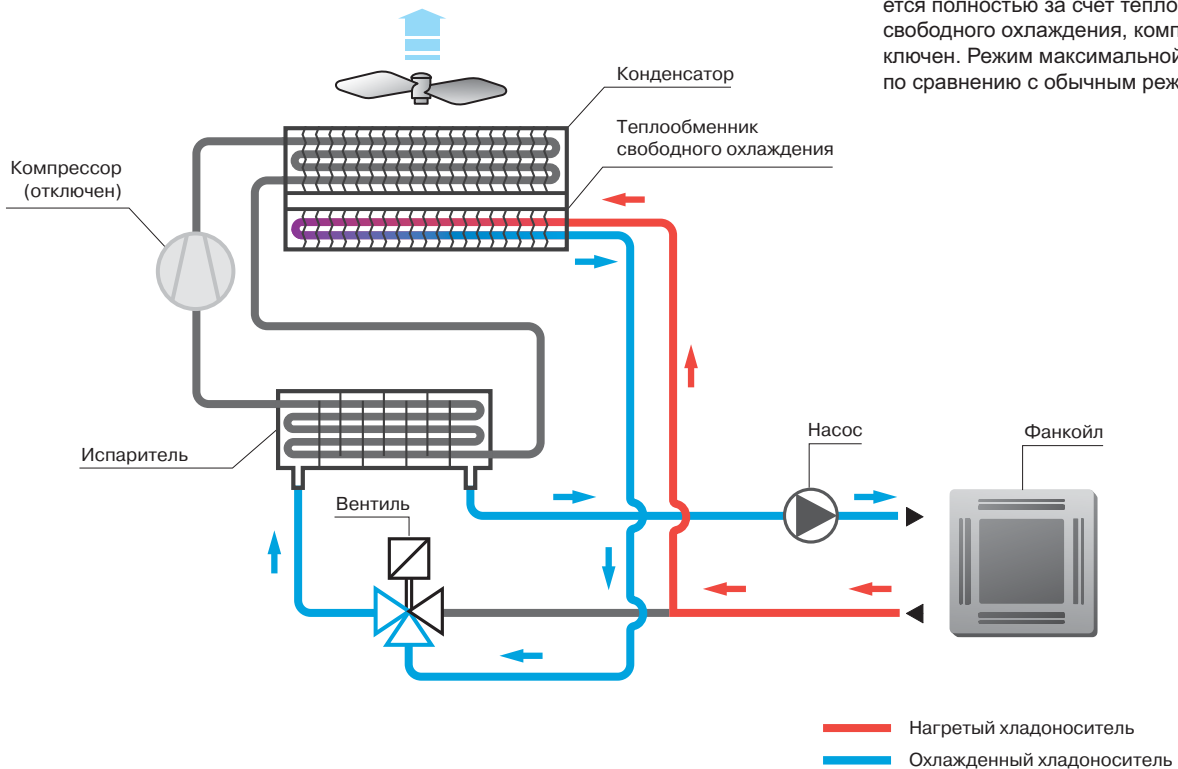 ется полностью за счет тепло
свободного охлаждения, комп
ключен. Режим максимальной
по сравнению с обычным реж
Конденсатор
Теплообменник
свободного охлаждения
Компрессор
(отключен)
Испаритель
Вентиль
Насос
Фанкойл
Нагретый хладоноситель
Охлажденный хладоноситель